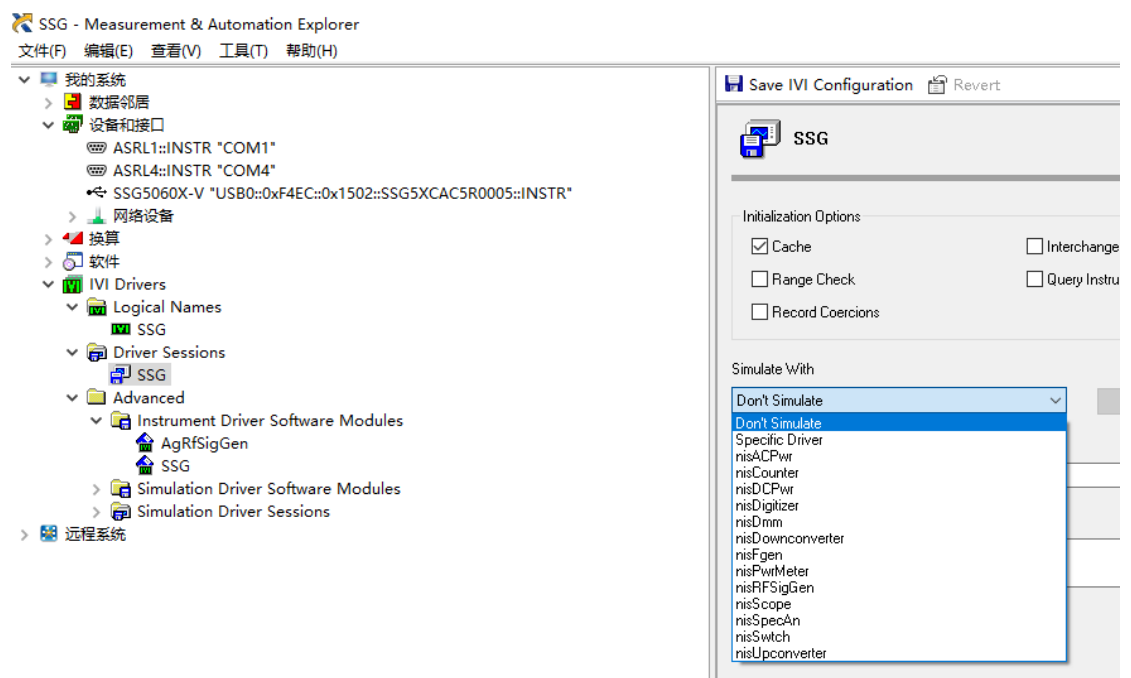 SSG - Measurement & Automation Explorer
文件(F) 编辑(E) 查看(V) 工具(T) 帮助(H)
我的系统
数据邻居
设备和接口
ASRL1::INSTR "COM1"
ASRL4::INSTR "COM4"
SSG5060X-V "USB0::0xF4EC::0x1502::SSG5XCAC5R0005::INSTR"
网络设备
换算
软件
IVI Drivers
Logical Names
SSG
Driver Sessions
SSG
Advanced
Instrument Driver Software Modules
AgRfSigGen
SSG
Simulation Driver Software Modules
Simulation Driver Sessions
远程系统
Save IVI Configuration Revert
SSG
Initialization Options
Cache Interchange
Range Check Query Instru
Record Coercions
Simulate With
Don't Simulate
Don't Simulate
Specific Driver
nisACPwr
nisCounter
nisDCPwr
nisDigitizer
nisDmm
nisDownconverter
nisFgen
nisPwrMeter
nisRFSigGen
nisScope
nisSpecAn
nisSwtch
nisUpconverter